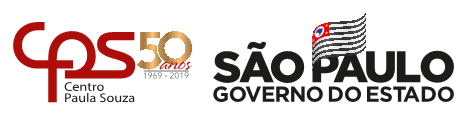 cps 50
anos
1969 - 2019
Centro
Paula Souza
SÃO PAULO
GOVERNO DO ESTADO